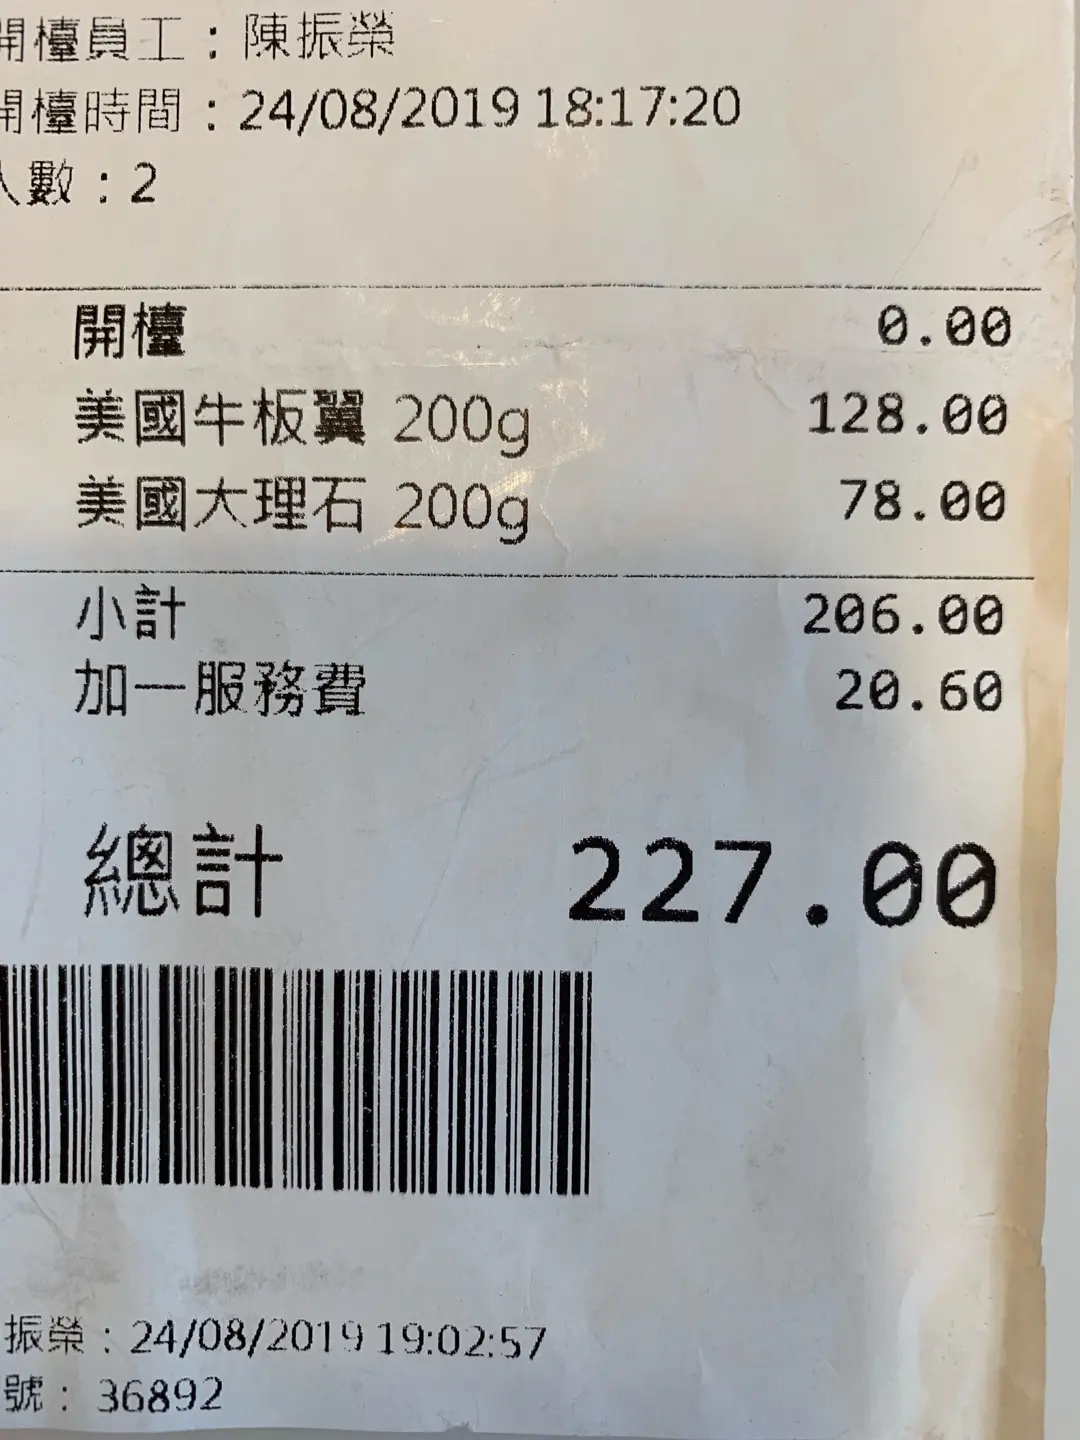 開檯員工：陳振榮
開檯時間：24/08/2019 18:17:20
人數：2
開檯 0.00
美國牛板翼 200g 128.00
美國大理石 200g 78.00
小計 206.00
加一服務費 20.60
總計 227.00
振榮：24/08/2019 19:02:57
號：36892